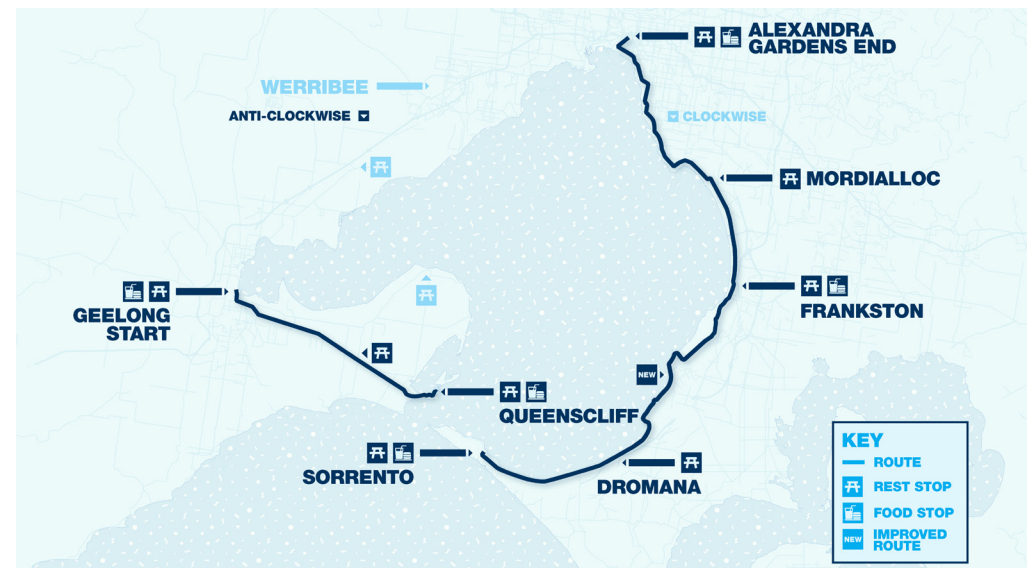 ALEXANDRA
GARDENS END
WERRIBEE
ANTI-CLOCKWISE
CLOCKWISE
MORDIALLOC
GEELONG
START
FRANKSTON
NEW
QUEENSCLIFF
SORRENTO
DROMANA
KEY
ROUTE
REST STOP
FOOD STOP
NEW
IMPROVED
ROUTE